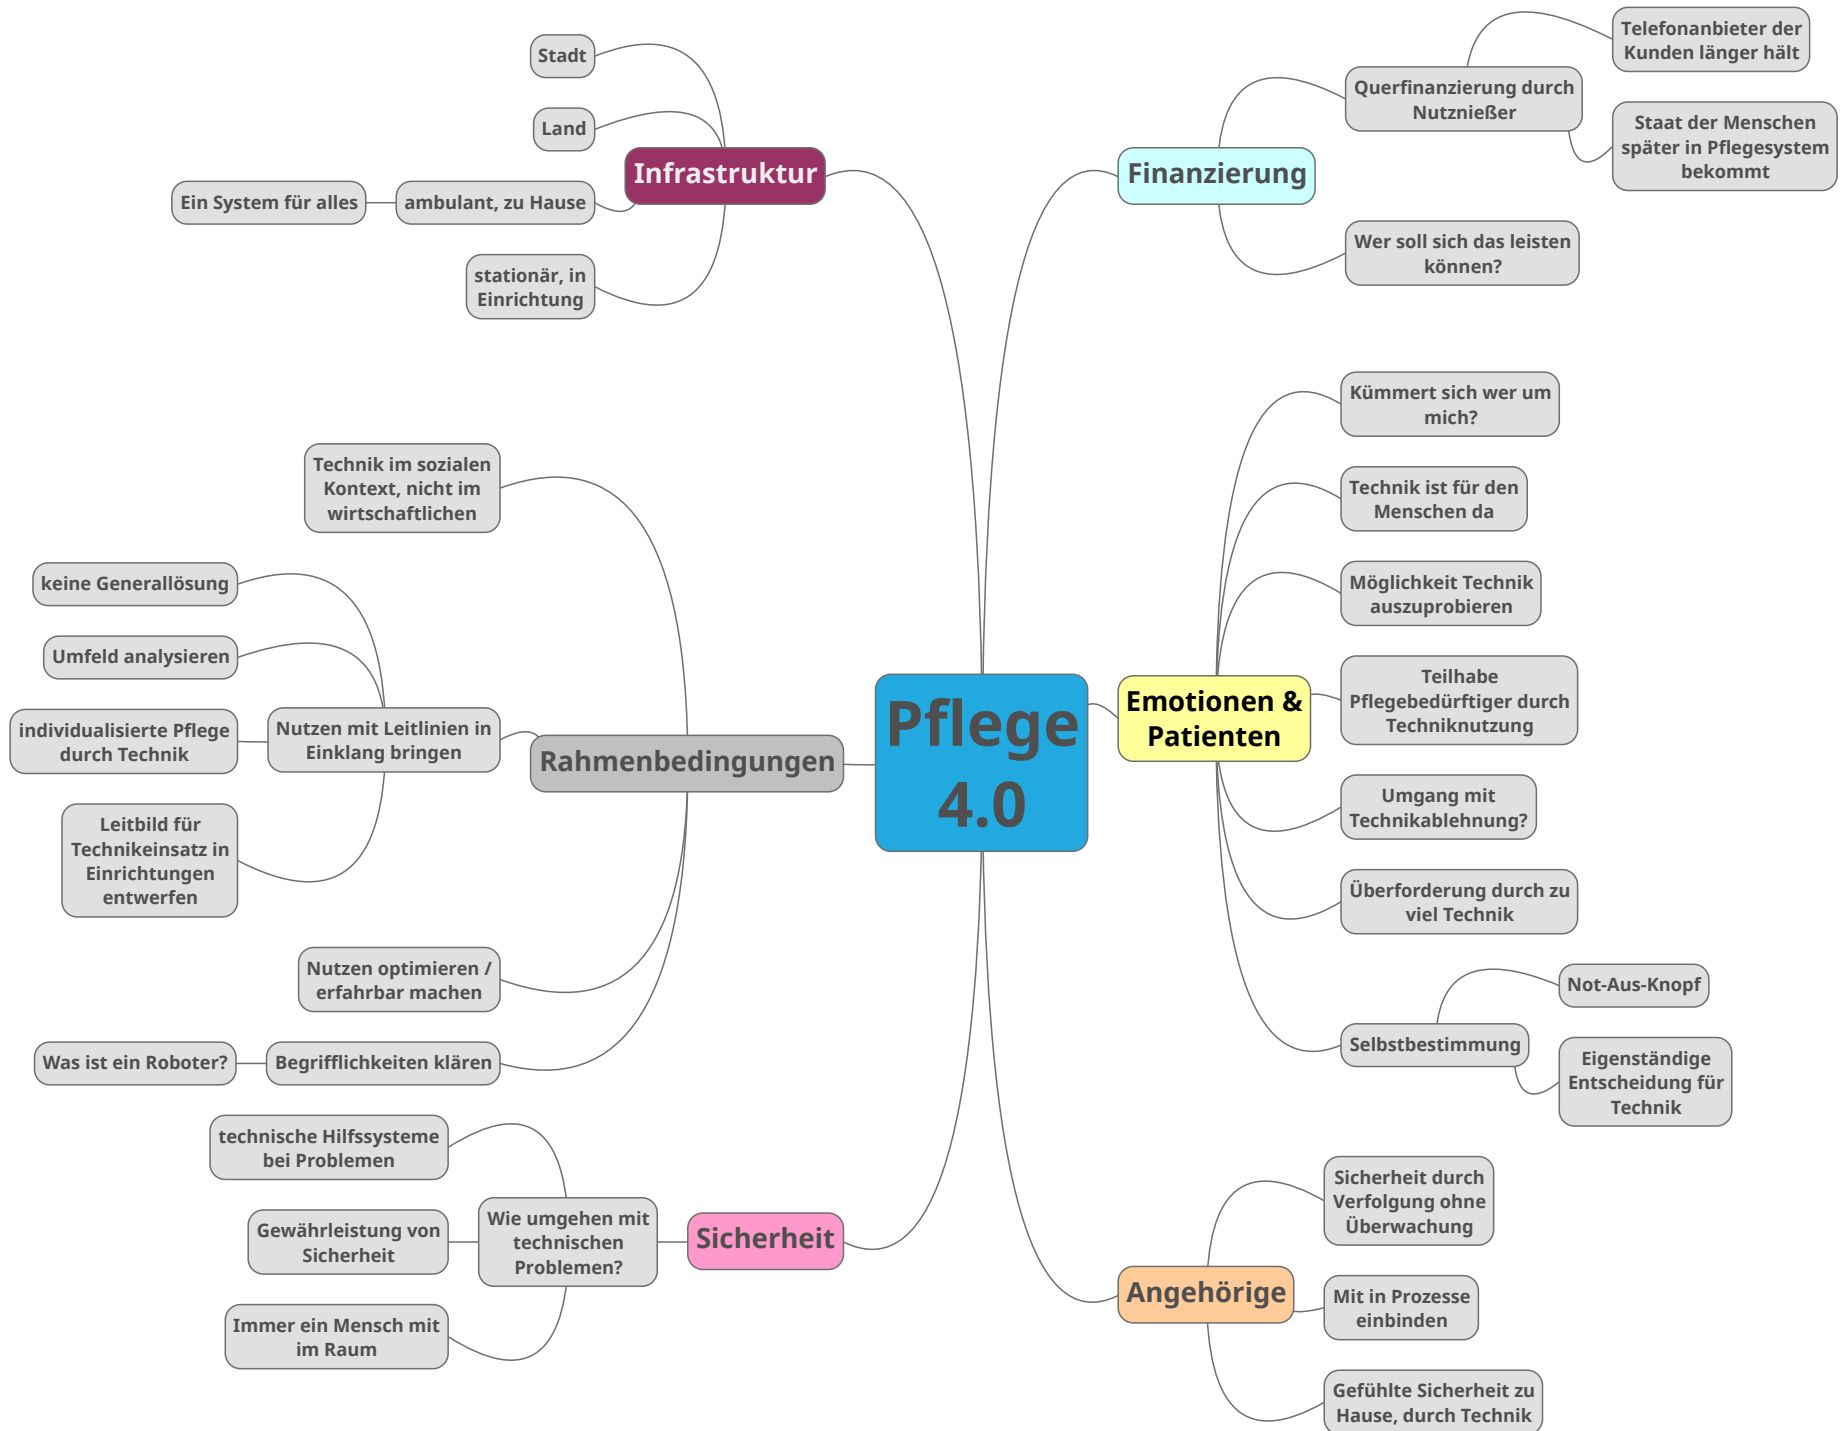 Pflege
4.0
Infrastruktur
Stadt
Land
ambulant, zu Hause
Ein System für alles
stationär, in
Einrichtung
Finanzierung
Querfinanzierung durch
Nutznießer
Telefonanbieter der
Kunden länger hält
Staat der Menschen
später in Pflegesystem
bekommt
Wer soll sich das leisten
können?
Emotionen &
Patienten
Kümmert sich wer um
mich?
Technik ist für den
Menschen da
Möglichkeit Technik
auszuprobieren
Teilhabe
Pflegebedürftiger durch
Techniknutzung
Umgang mit
Technikablehnung?
Überforderung durch zu
viel Technik
Selbstbestimmung
Not-Aus-Knopf
Eigenständige
Entscheidung für
Technik
Rahmenbedingungen
Technik im sozialen
Kontext, nicht im
wirtschaftlichen
Nutzen mit Leitlinien in
Einklang bringen
keine Generallösung
Umfeld analysieren
individualisierte Pflege
durch Technik
Leitbild für
Technikeinsatz in
Einrichtungen
entwerfen
Nutzen optimieren /
erfahrbar machen
Begrifflichkeiten klären
Was ist ein Roboter?
Sicherheit
Wie umgehen mit
technischen
Problemen?
technische Hilfssysteme
bei Problemen
Gewährleistung von
Sicherheit
Immer ein Mensch mit
im Raum
Angehörige
Sicherheit durch
Verfolgung ohne
Überwachung
Mit in Prozesse
einbinden
Gefühlte Sicherheit zu
Hause, durch Technik